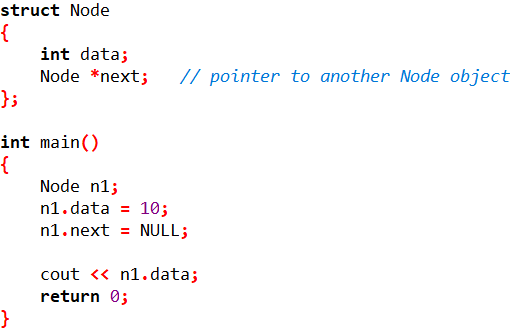 struct Node
{
    int data;
    Node *next;   // pointer to another Node object
};

int main()
{
    Node n1;
    n1.data = 10;
    n1.next = NULL;

    cout << n1.data;
    return 0;
}